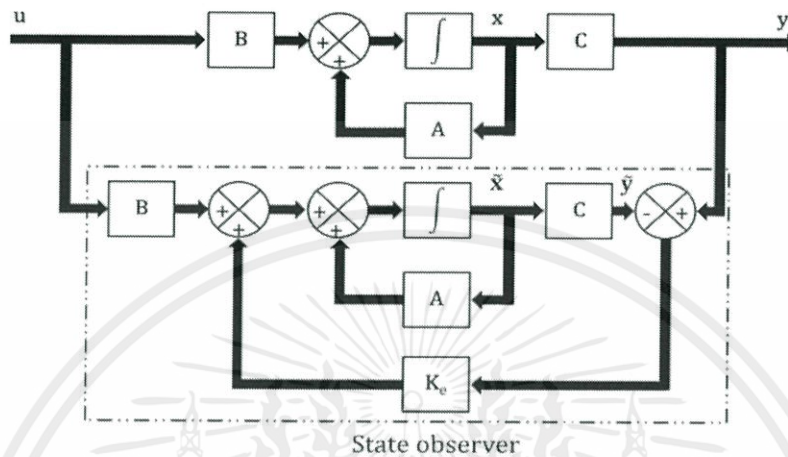 u
x
y
B
+
+
∫
C
A
B
+
+
+
+
∫
x̃
C
ỹ
-
+
A
Kₑ
State observer